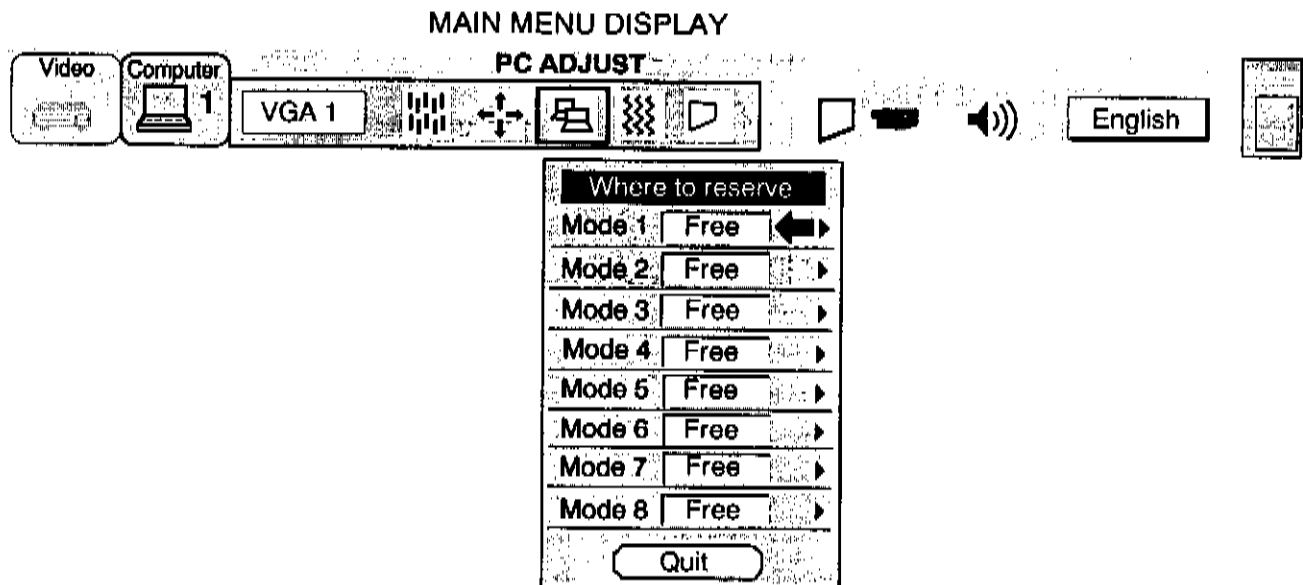 MAIN MENU DISPLAY
PC ADJUST
Video
Computer
1
VGA 1
English
Where to reserve
Mode 1 Free
Mode 2 Free
Mode 3 Free
Mode 4 Free
Mode 5 Free
Mode 6 Free
Mode 7 Free
Mode 8 Free
Quit